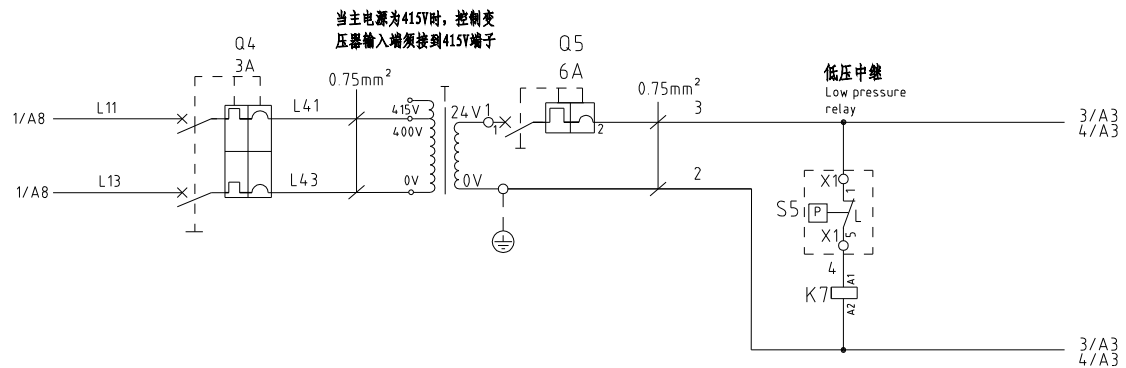 当主电源为415V时，控制变
压器输入端须接到415V端子
Q4
3A
Q5
6A
0.75mm²
0.75mm²
低压中继
Low pressure
relay
1/A8
L11
L41
415V
400V
24V
1
1
2
3
3/A3
4/A3
1/A8
L13
L43
0V
0V
2
X1
1
S5
P
L
X1
5
4
K7
A1
A2
3/A3
4/A3